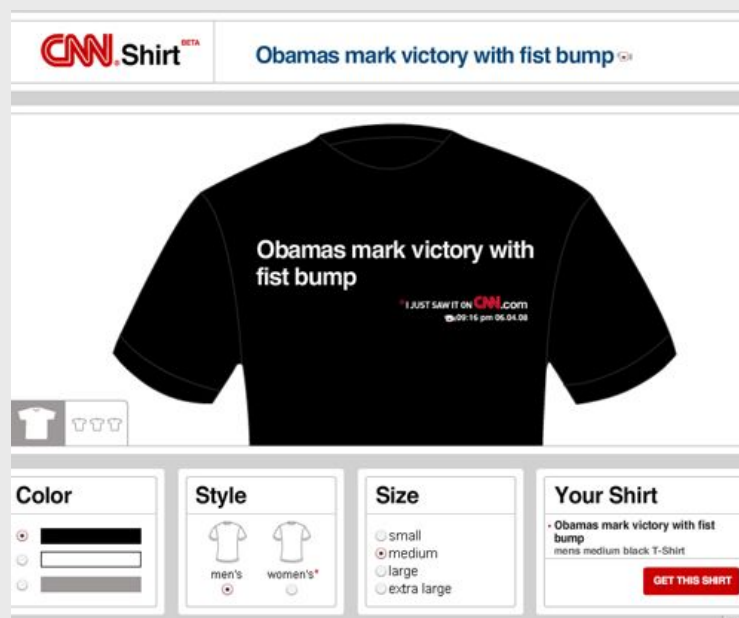 CNN.Shirt BETA
Obamas mark victory with fist bump
Obamas mark victory with
fist bump
*I JUST SAW IT ON CNN.com
09:16 pm 06.04.08
Color
Style
men's women's*
Size
small
medium
large
extra large
Your Shirt
Obamas mark victory with fist
bump
mens medium black T-Shirt
GET THIS SHIRT